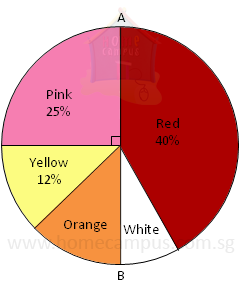 A
Pink
25%
Red
40%
Yellow
12%
Orange
White
www.homecampus.com.sg
B